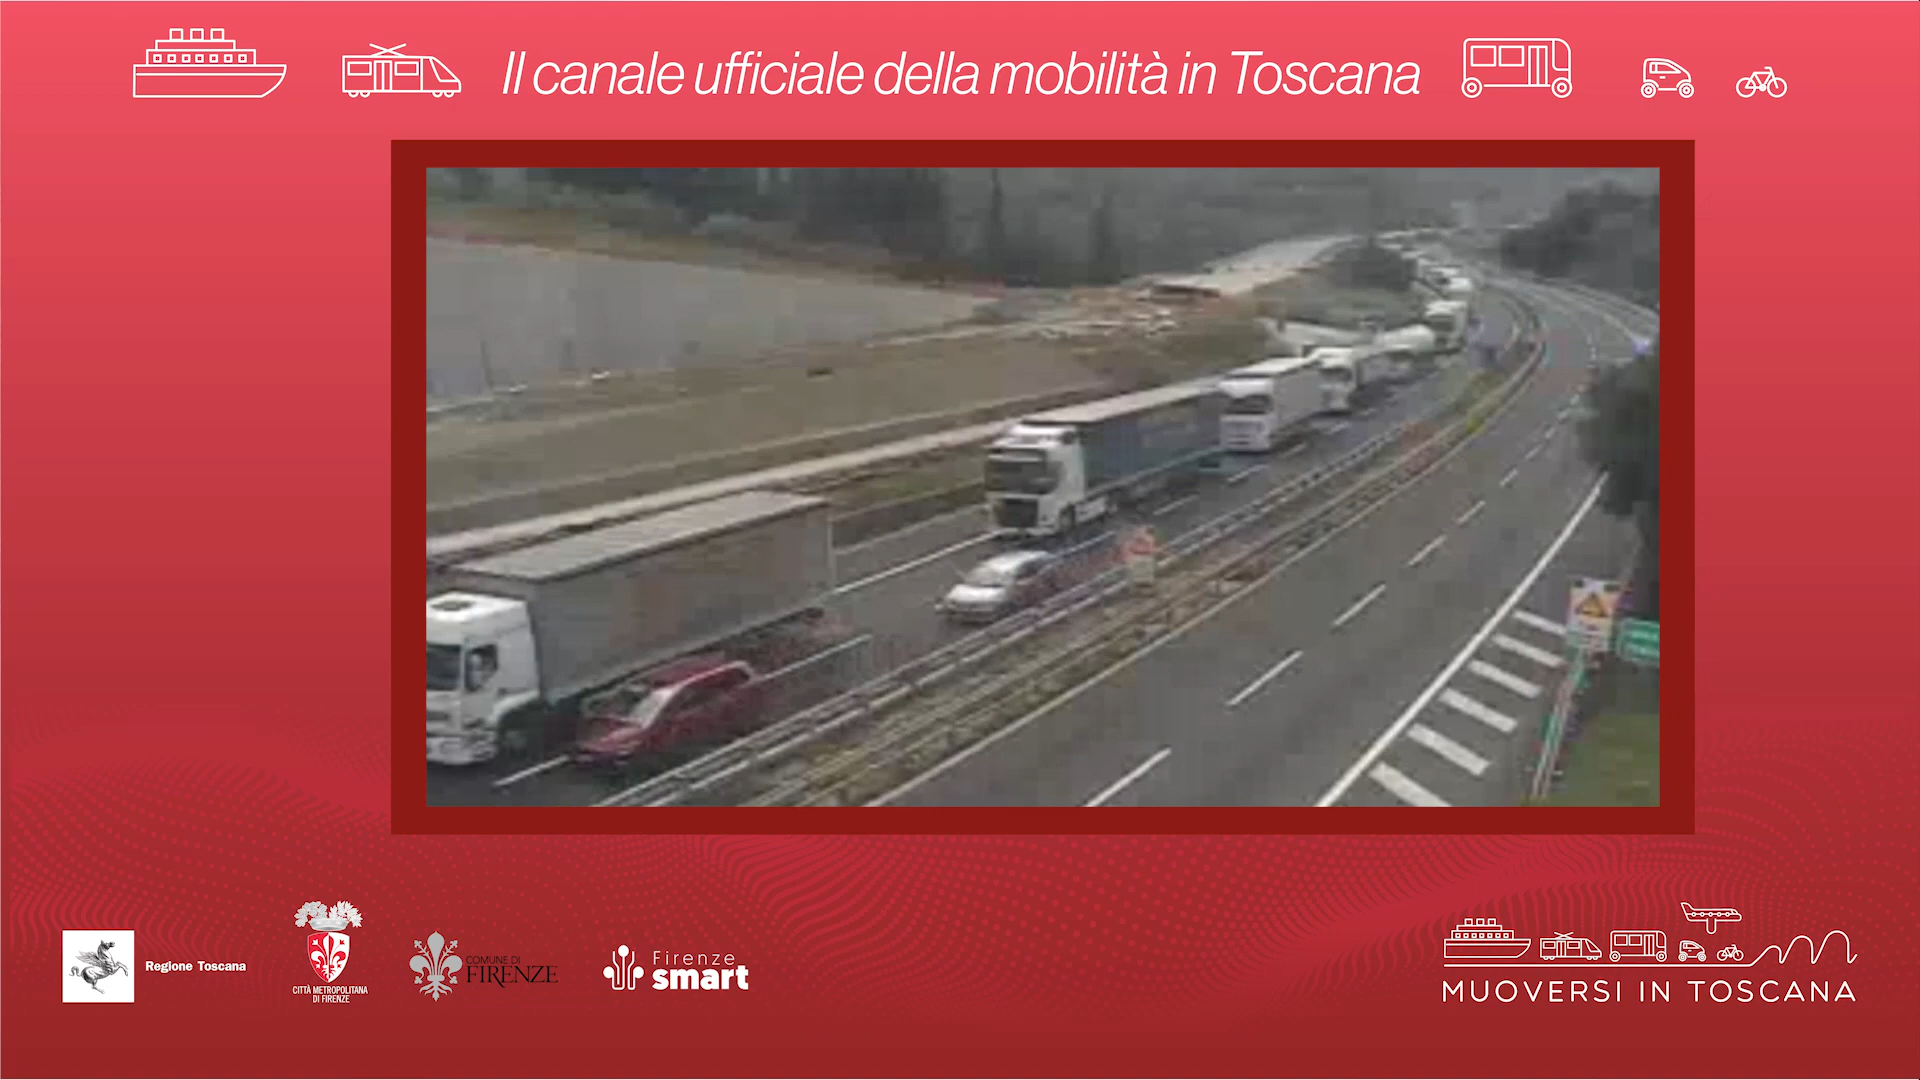 Il canale ufficiale della mobilità in Toscana
Regione Toscana
CITTÀ METROPOLITANA
DI FIRENZE
COMUNE DI
FIRENZE
Firenze
smart
MUOVERSI IN TOSCANA